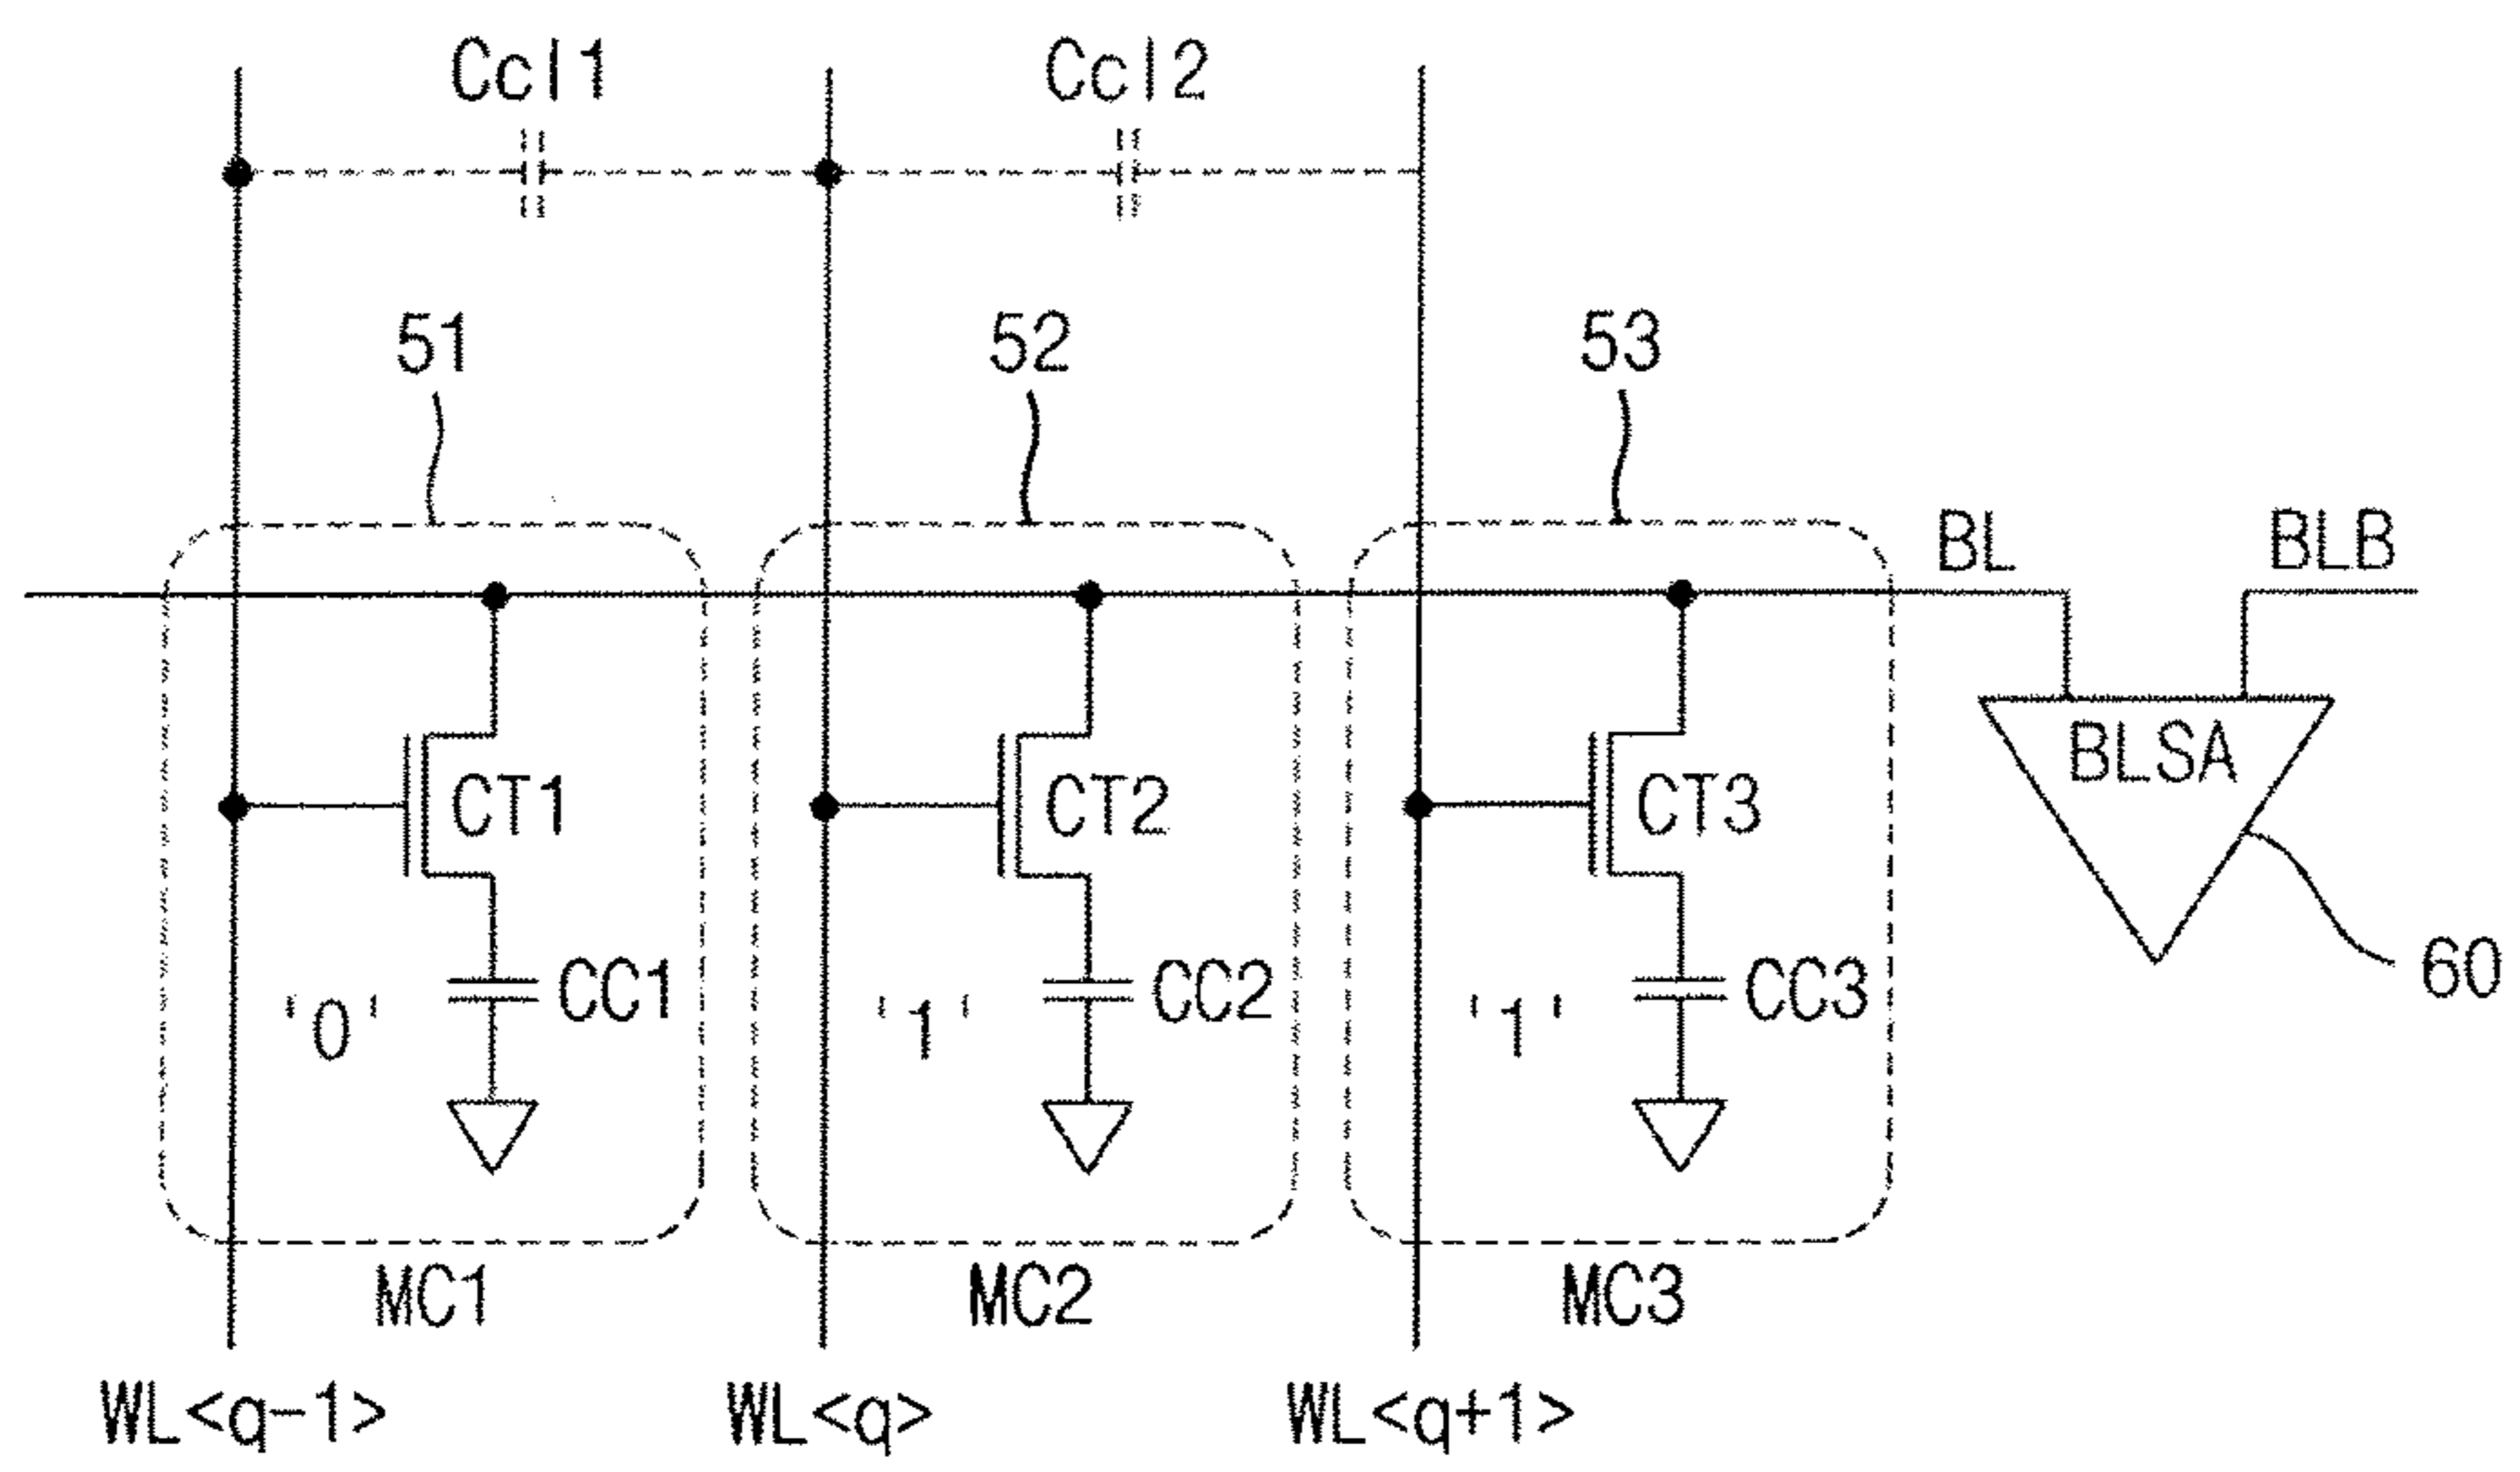 Ccl1
Ccl2
51
52
53
BL
BLB
BLSA
CT1
CT2
CT3
60
CC1
CC2
CC3
'0'
'1'
'1'
MC1
MC2
MC3
WL<q-1>
WL<q>
WL<q+1>